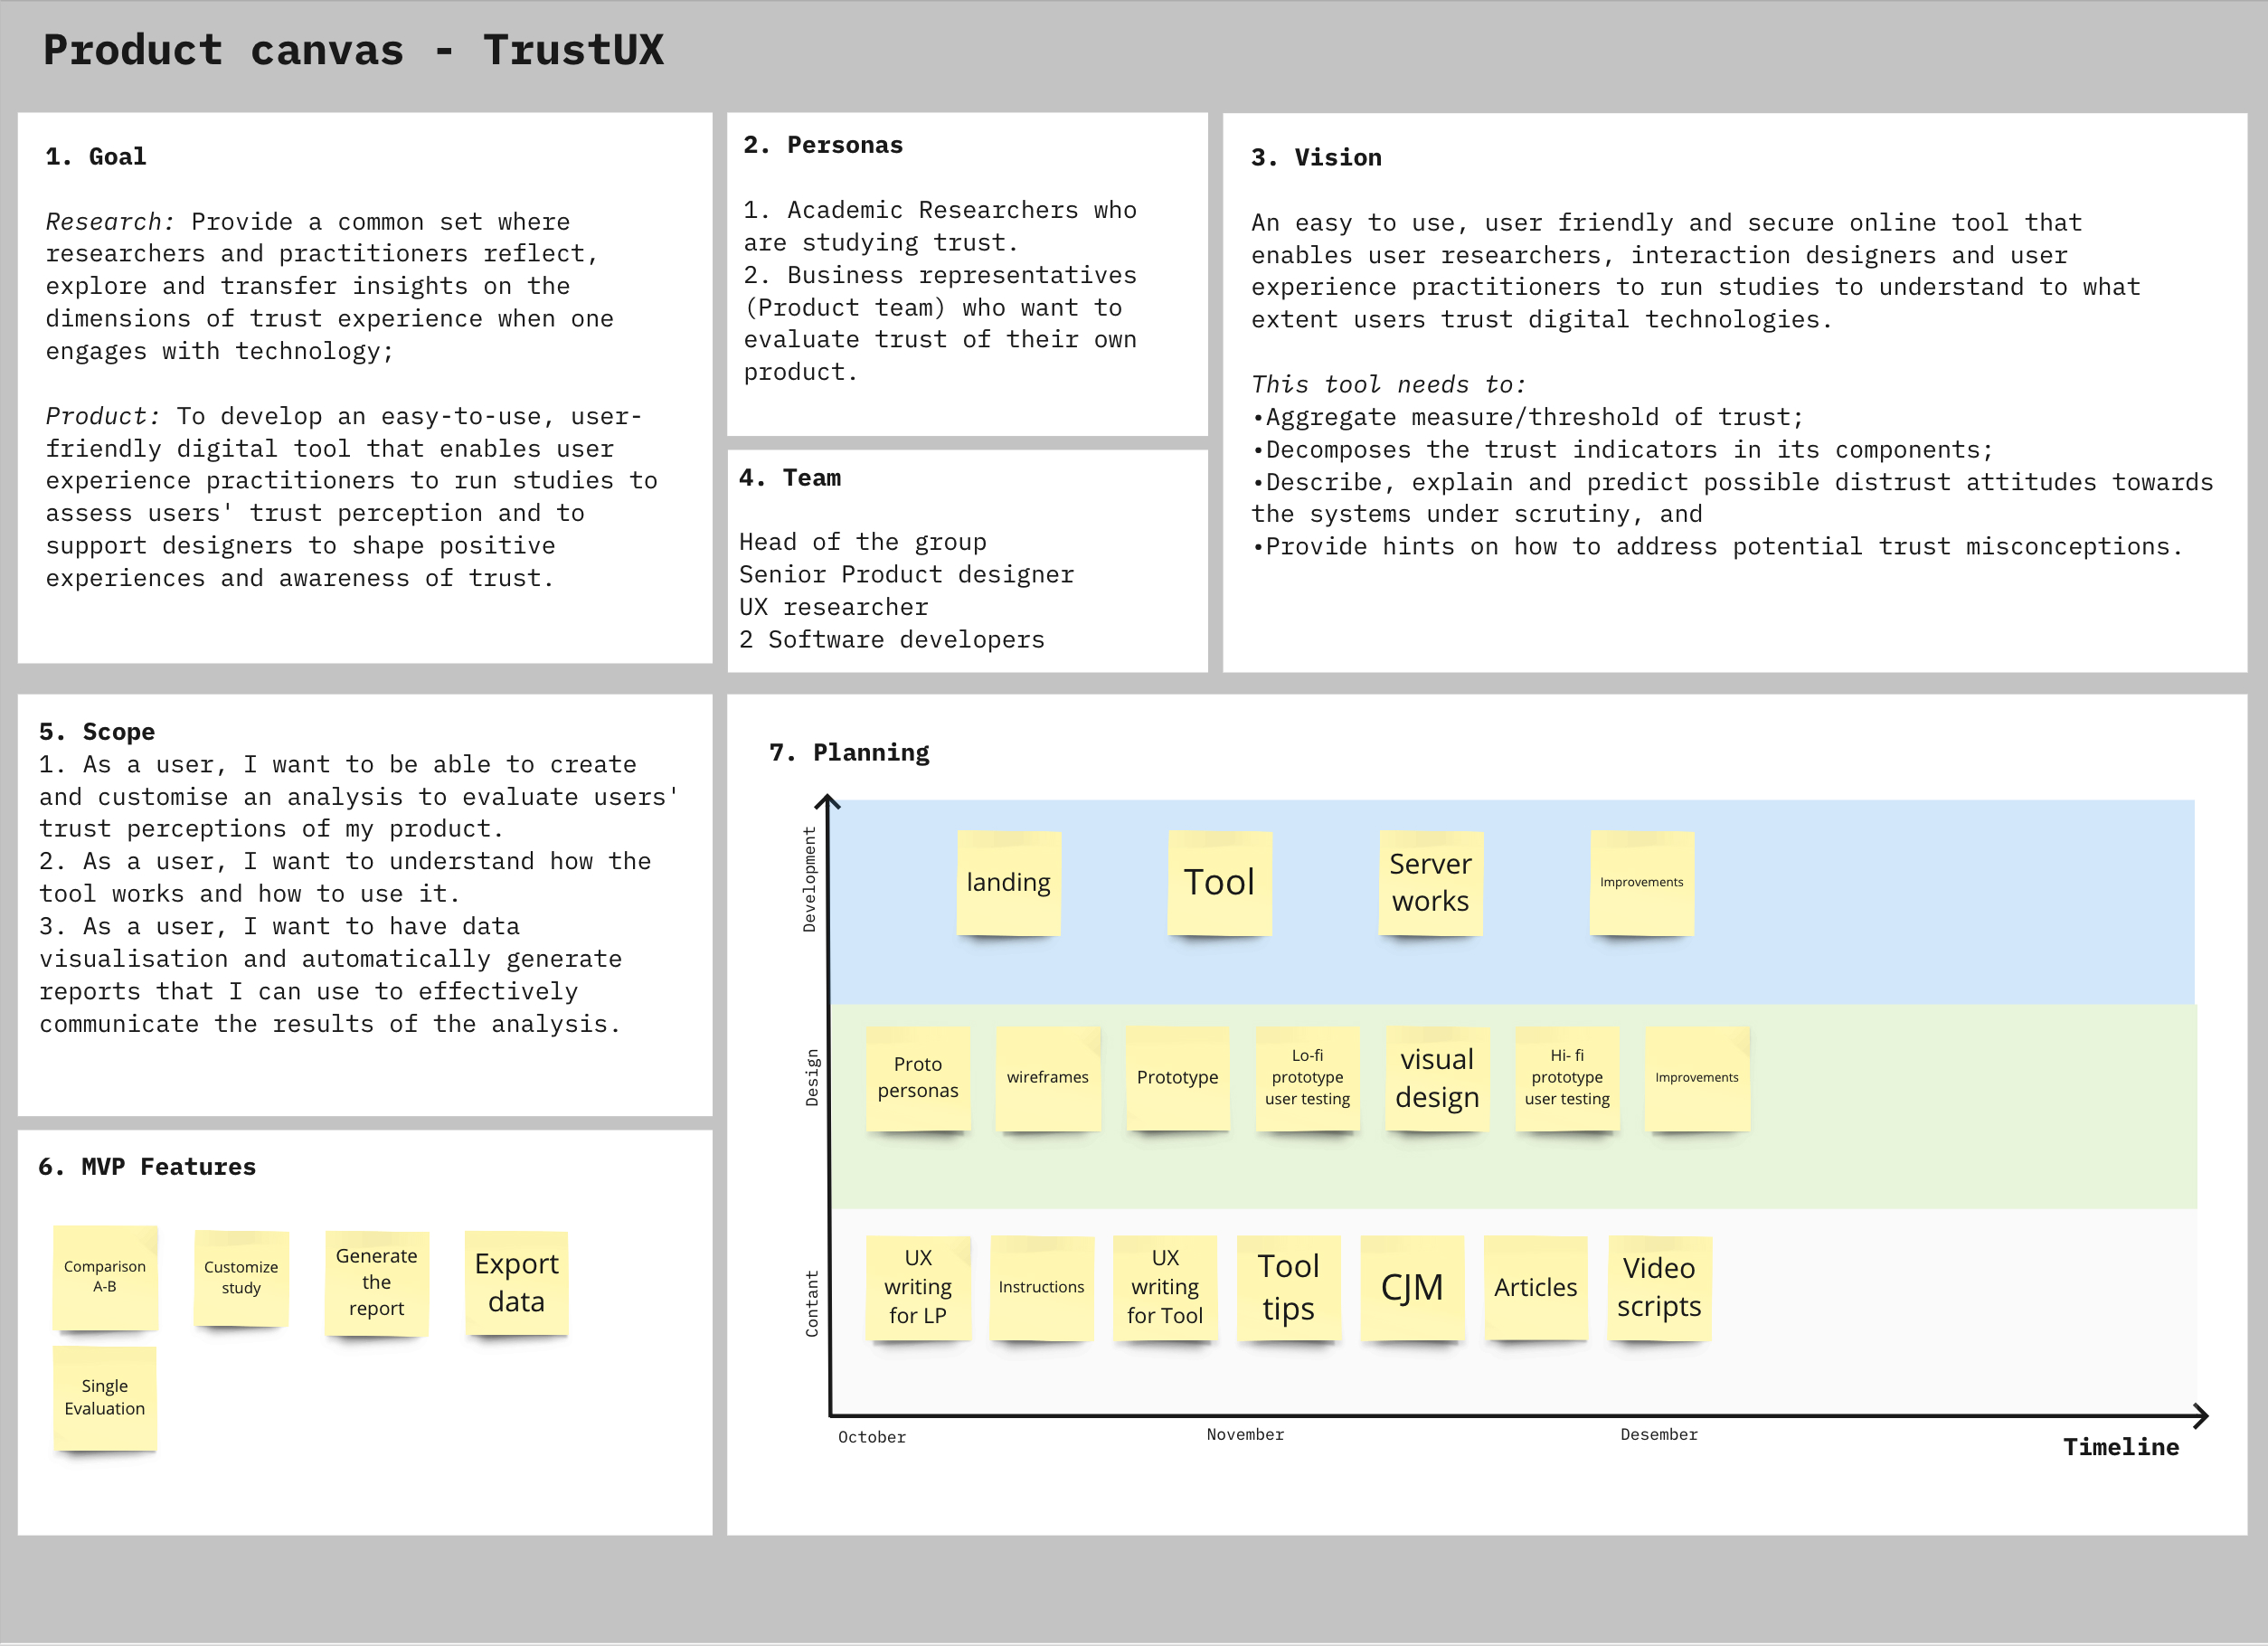 Product canvas - TrustUX
1. Goal
Research: Provide a common set where
researchers and practitioners reflect,
explore and transfer insights on the
dimensions of trust experience when one
engages with technology;
Product: To develop an easy-to-use, user-
friendly digital tool that enables user
experience practitioners to run studies to
assess users' trust perception and to
support designers to shape positive
experiences and awareness of trust.
2. Personas
1. Academic Researchers who
are studying trust.
2. Business representatives
(Product team) who want to
evaluate trust of their own
product.
3. Vision
An easy to use, user friendly and secure online tool that
enables user researchers, interaction designers and user
experience practitioners to run studies to understand to what
extent users trust digital technologies.
This tool needs to:
•Aggregate measure/threshold of trust;
•Decomposes the trust indicators in its components;
•Describe, explain and predict possible distrust attitudes towards
the systems under scrutiny, and
•Provide hints on how to address potential trust misconceptions.
4. Team
Head of the group
Senior Product designer
UX researcher
2 Software developers
5. Scope
1. As a user, I want to be able to create
and customise an analysis to evaluate users'
trust perceptions of my product.
2. As a user, I want to understand how the
tool works and how to use it.
3. As a user, I want to have data
visualisation and automatically generate
reports that I can use to effectively
communicate the results of the analysis.
6. MVP Features
Comparison
A-B
Customize
study
Generate
the
report
Export
data
Single
Evaluation
7. Planning
Development
landing
Tool
Server
works
Improvements
Design
Proto
personas
wireframes
Prototype
Lo-fi
prototype
user testing
visual
design
Hi- fi
prototype
user testing
Improvements
Contant
UX
writing
for LP
Instructions
UX
writing
for Tool
Tool
tips
CJM
Articles
Video
scripts
October
November
Desember
Timeline